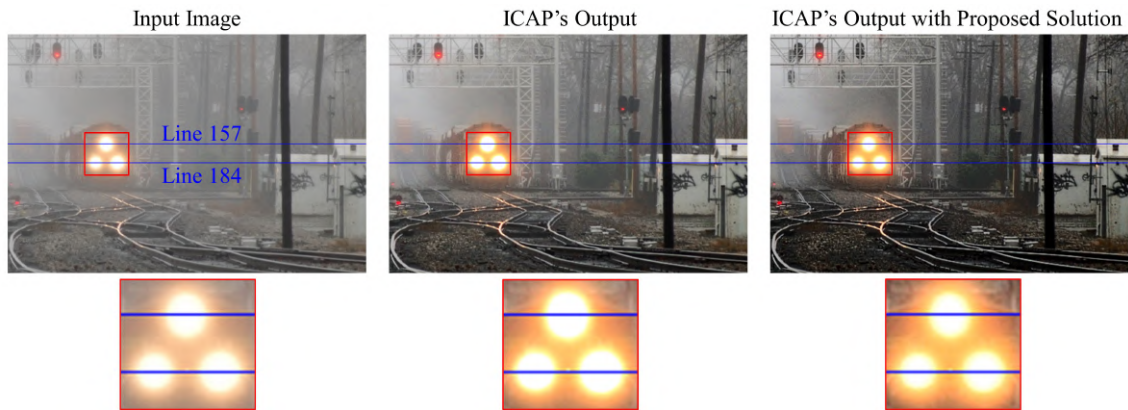 Input Image
ICAP's Output
ICAP's Output with Proposed Solution
Line 157
Line 184